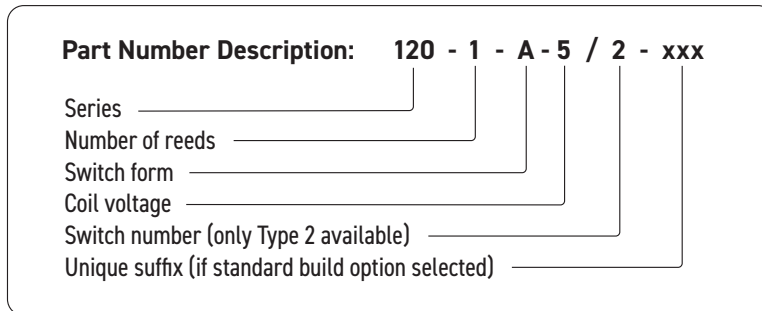 Part Number Description: 120 - 1 - A - 5 / 2 - xxx
Series
Number of reeds
Switch form
Coil voltage
Switch number (only Type 2 available)
Unique suffix (if standard build option selected)